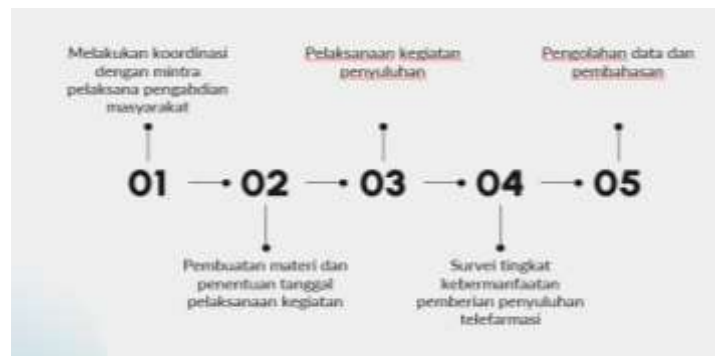 Melakukan koordinasi
dengan mintra
pelaksana pengabdian
masyarakat
Pelaksanaan kegiatan
penyuluhan
Pengolahan data dan
pembahasan
01
02
03
04
05
Pembuatan materi dan
penentuan tanggal
pelaksanaan kegiatan
Survei tingkat
kebermanfaatan
pemberian penyuluhan
telefarmasi